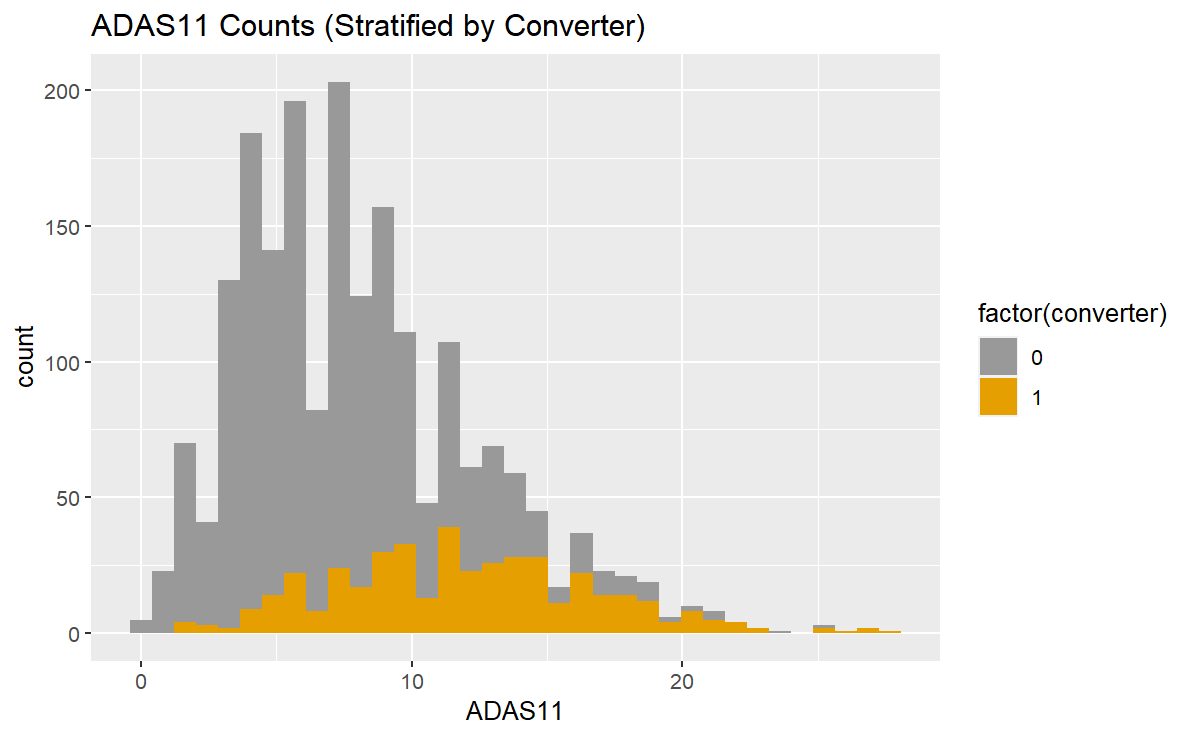 ADAS11 Counts (Stratified by Converter)
200
150
100
50
0
count
0 10 20
ADAS11
factor(converter)
0
1